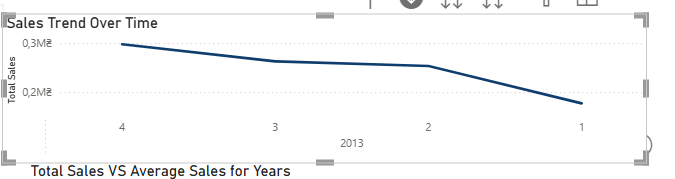 Sales Trend Over Time
0,3M₴
Total Sales
0,2M₴
4 3 2 1
2013
Total Sales VS Average Sales for Years